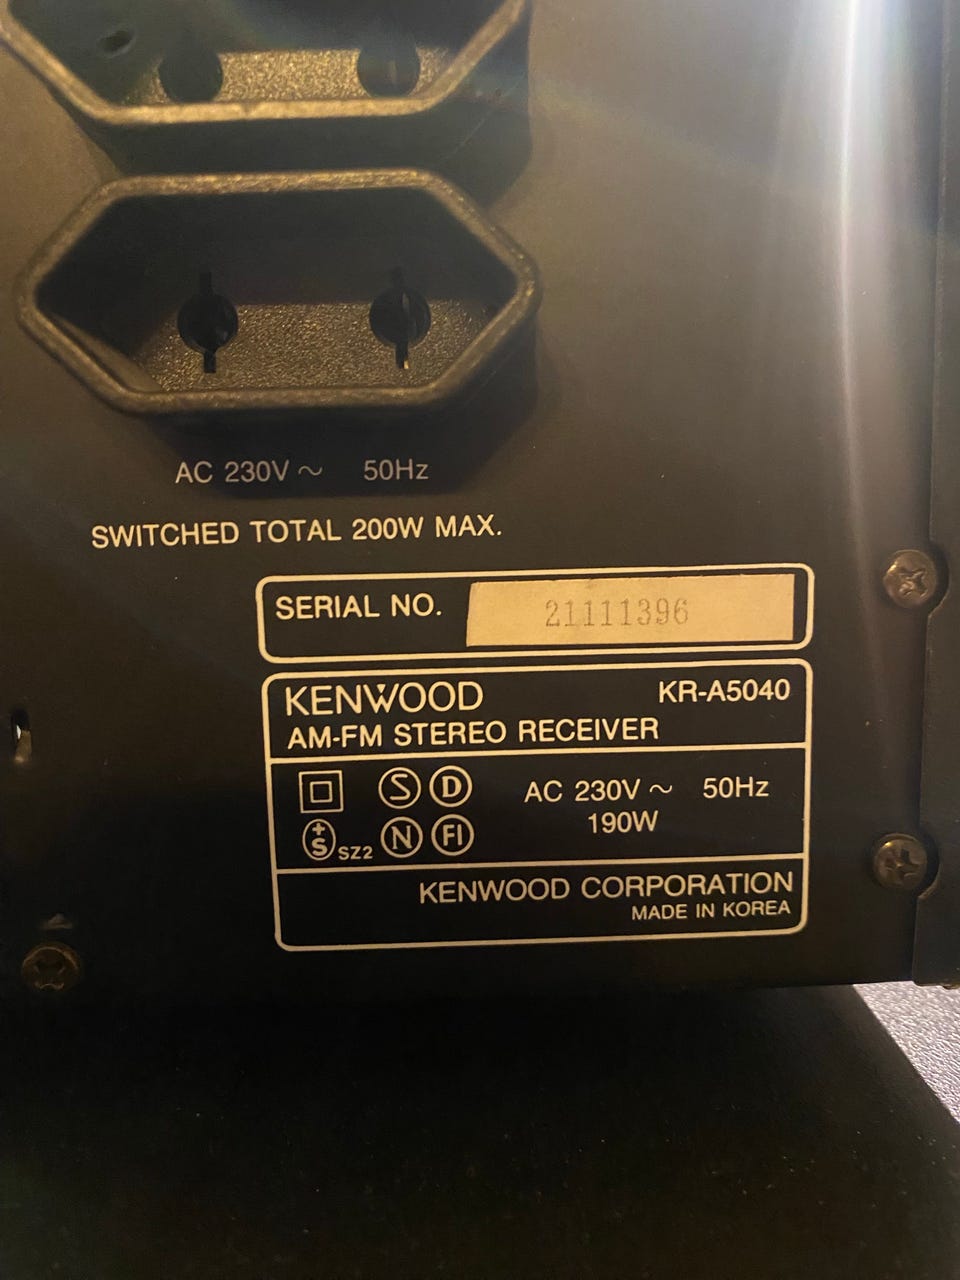 AC 230V ~ 50Hz
SWITCHED TOTAL 200W MAX.
SERIAL NO. 21111396
KENWOOD KR-A5040
AM-FM STEREO RECEIVER
S D AC 230V ~ 50Hz
+S SZ2 N FI 190W
KENWOOD CORPORATION
MADE IN KOREA